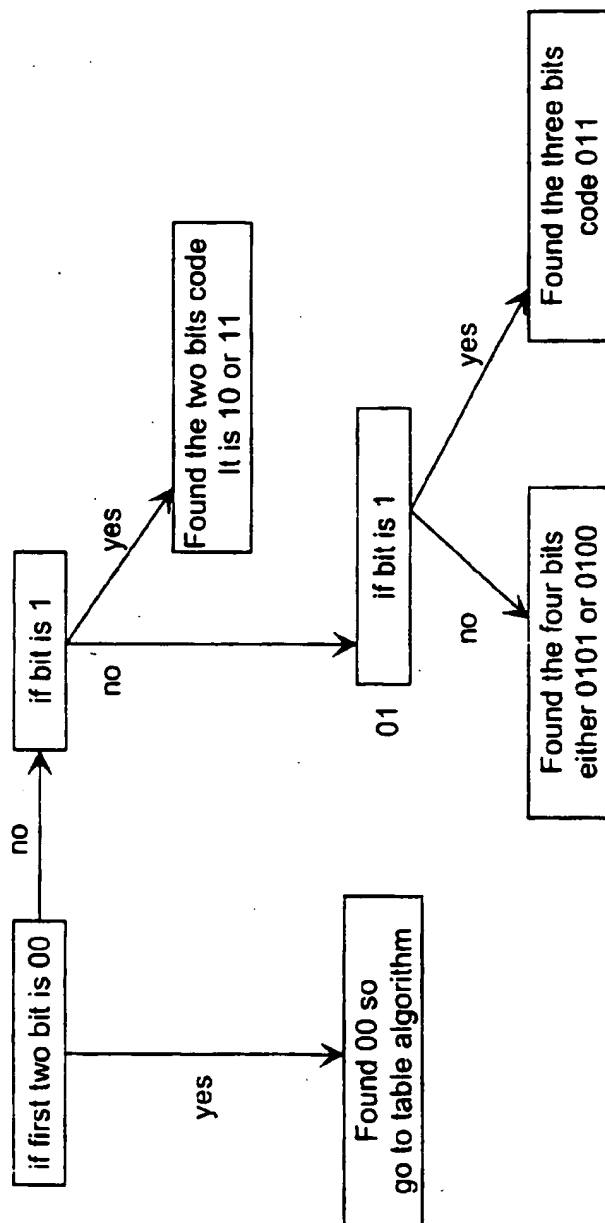 if first two bit is 00
no
if bit is 1
yes
Found 00 so
go to table algorithm
no
yes
Found the two bits code
It is 10 or 11
01
if bit is 1
no
yes
Found the four bits
either 0101 or 0100
Found the three bits
code 011